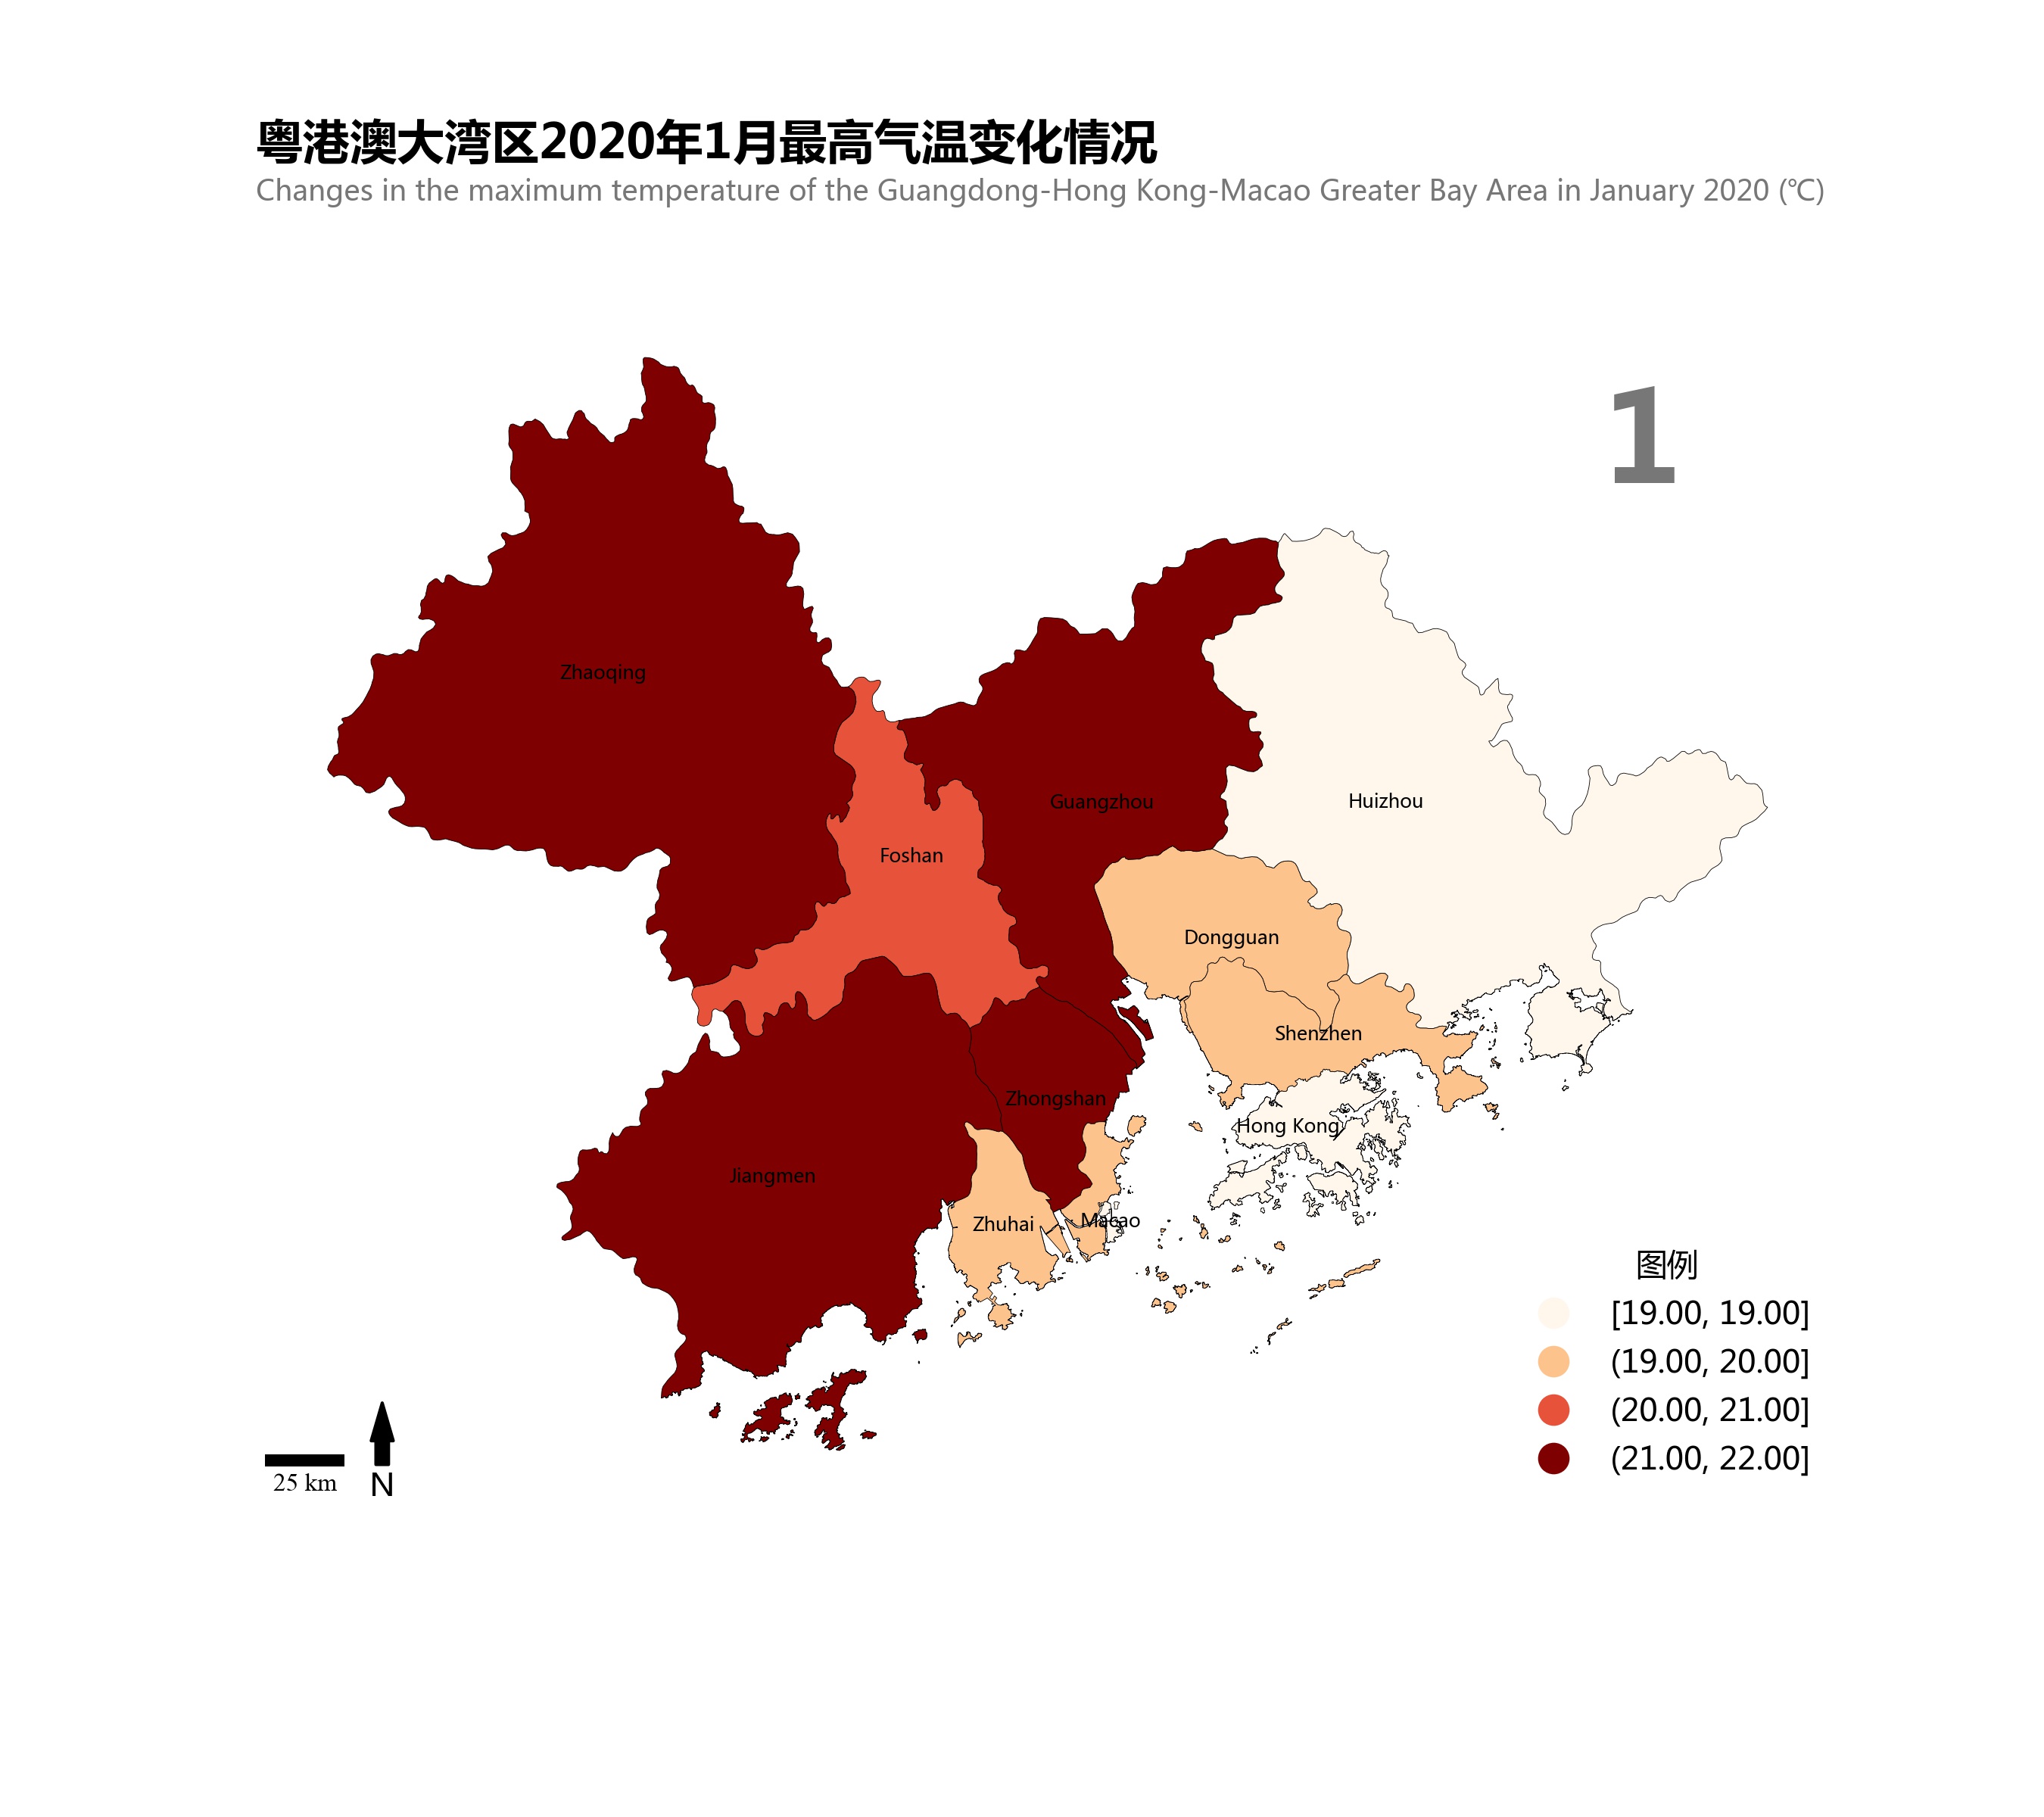 粤港澳大湾区2020年1月最高气温变化情况
Changes in the maximum temperature of the Guangdong-Hong Kong-Macao Greater Bay Area in January 2020 (℃)
1
Zhaoqing
Guangzhou
Huizhou
Foshan
Dongguan
Shenzhen
Zhongshan
Hong Kong
Jiangmen
Zhuhai
Macao
图例
[19.00, 19.00]
(19.00, 20.00]
(20.00, 21.00]
(21.00, 22.00]
25 km
N